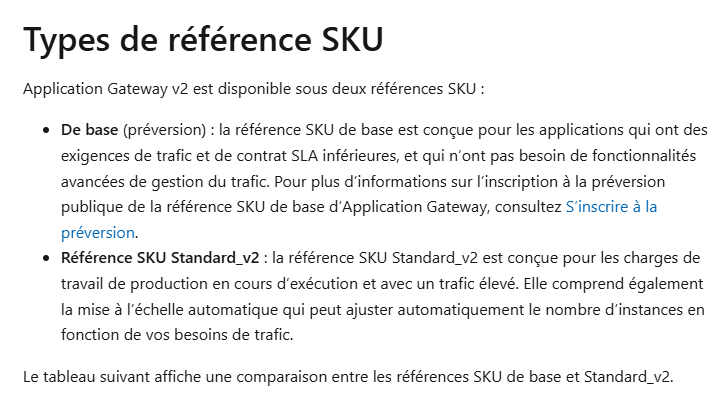 Types de référence SKU
Application Gateway v2 est disponible sous deux références SKU :
• De base (préversion) : la référence SKU de base est conçue pour les applications qui ont des
exigences de trafic et de contrat SLA inférieures, et qui n’ont pas besoin de fonctionnalités
avancées de gestion du trafic. Pour plus d’informations sur l’inscription à la préversion
publique de la référence SKU de base d’Application Gateway, consultez S’inscrire à la
préversion.
• Référence SKU Standard_v2 : la référence SKU Standard_v2 est conçue pour les charges de
travail de production en cours d’exécution et avec un trafic élevé. Elle comprend également
la mise à l’échelle automatique qui peut ajuster automatiquement le nombre d’instances en
fonction de vos besoins de trafic.
Le tableau suivant affiche une comparaison entre les références SKU de base et Standard_v2.